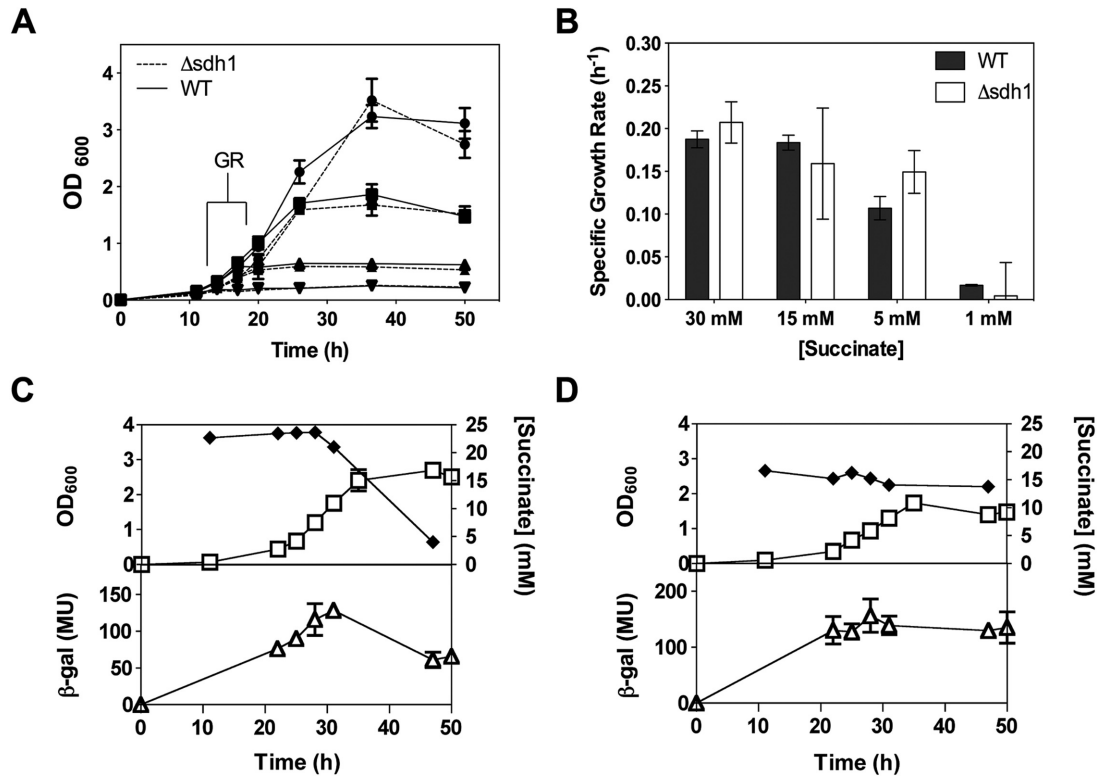 A
Δsdh1
WT
GR
OD 600
4
3
2
1
0
0 10 20 30 40 50
Time (h)
B
WT
Δsdh1
Specific Growth Rate (h-1)
0.30
0.25
0.20
0.15
0.10
0.05
0.00
30 mM 15 mM 5 mM 1 mM
[Succinate]
C
OD600
4
3
2
1
0
25
20
15
10
5
0
[Succinate] (mM)
β-gal (MU)
150
100
50
0
0 10 20 30 40 50
Time (h)
D
OD600
4
3
2
1
0
25
20
15
10
5
0
[Succinate] (mM)
β-gal (MU)
200
100
0
0 10 20 30 40 50
Time (h)